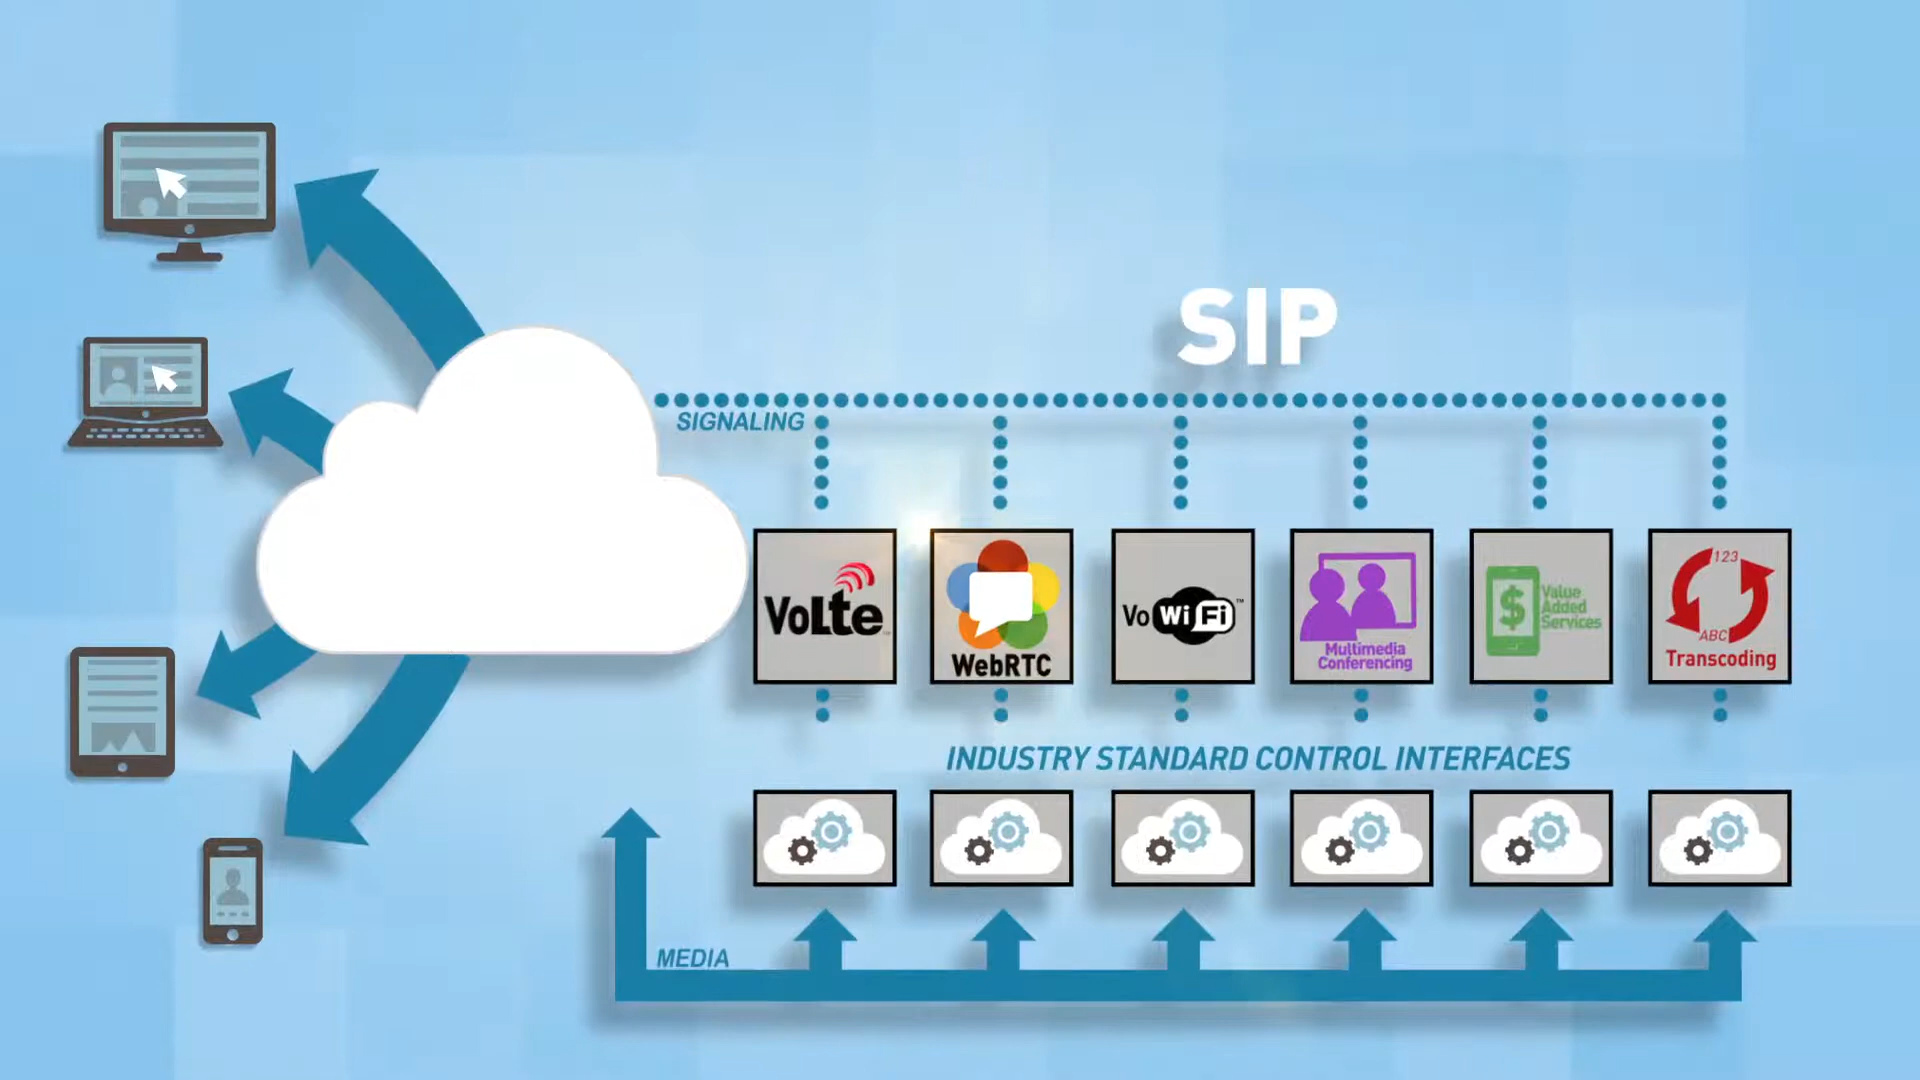 SIP
SIGNALING
VoLte
WebRTC
Vo Wi Fi™
Multimedia
Conferencing
$ Value
Added
Services
123
ABC
Transcoding
INDUSTRY STANDARD CONTROL INTERFACES
MEDIA